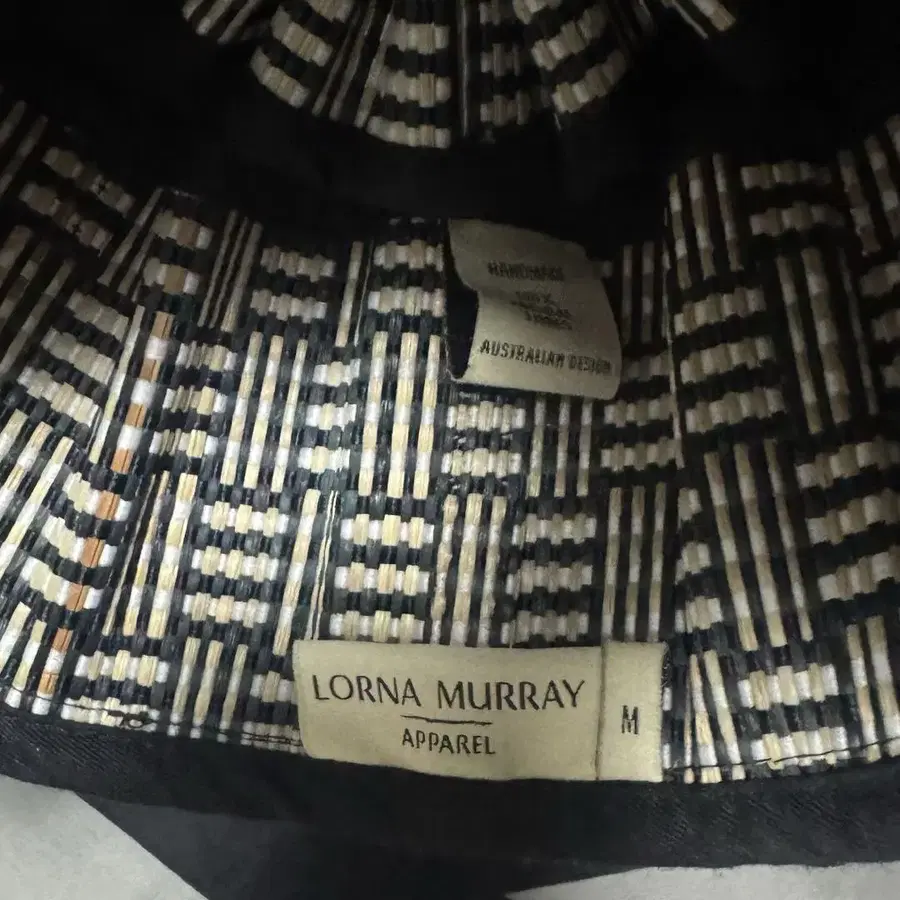 HANDMADE
AUSTRALIAN DESIGN
LORNA MURRAY
APPAREL
M